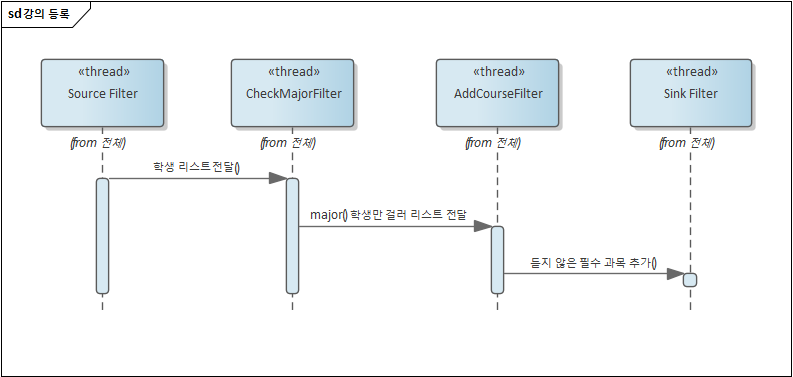 sd 강의 등록
«thread»
Source Filter
«thread»
CheckMajorFilter
«thread»
AddCourseFilter
«thread»
Sink Filter
(from 전체)
(from 전체)
(from 전체)
(from 전체)
학생 리스트전달()
major() 학생만 걸러 리스트 전달
듣지 않은 필수 과목 추가()